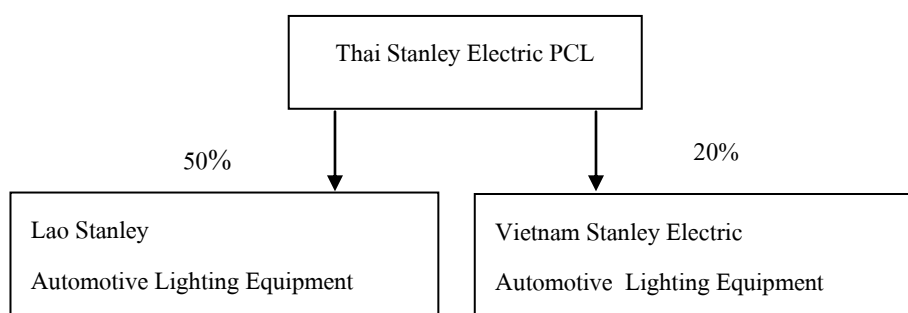 Thai Stanley Electric PCL
50%
20%
Lao Stanley
Automotive Lighting Equipment
Vietnam Stanley Electric
Automotive Lighting Equipment